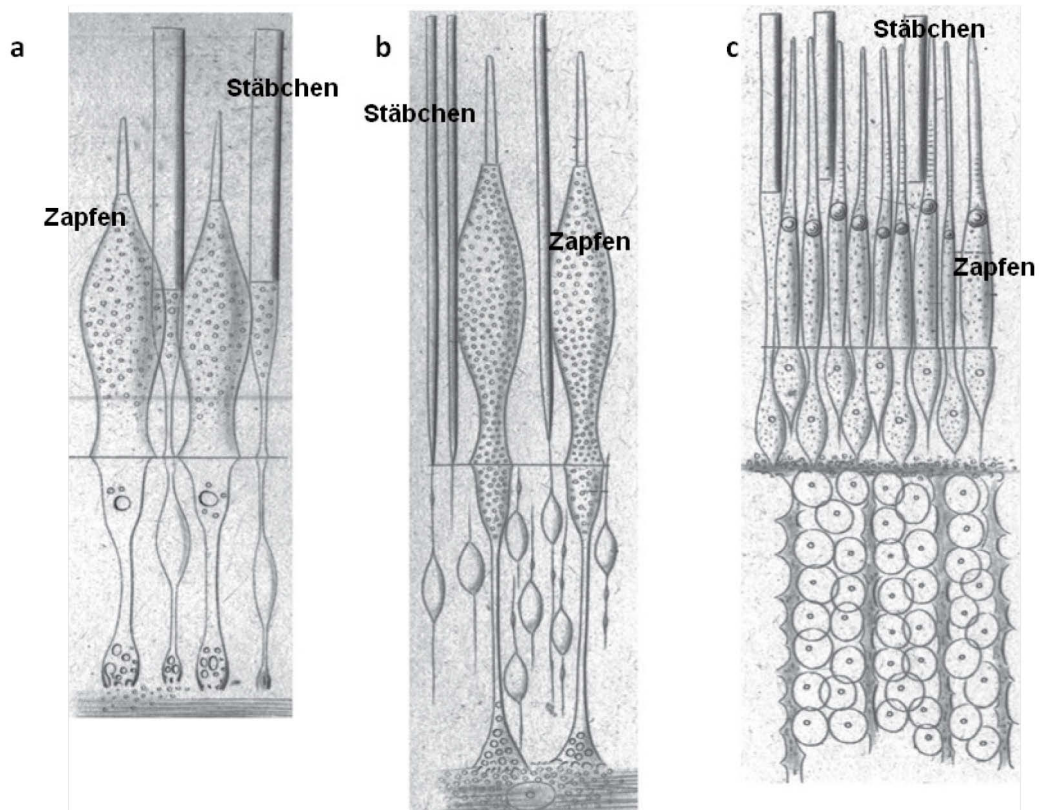 a
Stäbchen
Zapfen
b
Stäbchen
Zapfen
c
Stäbchen
Zapfen